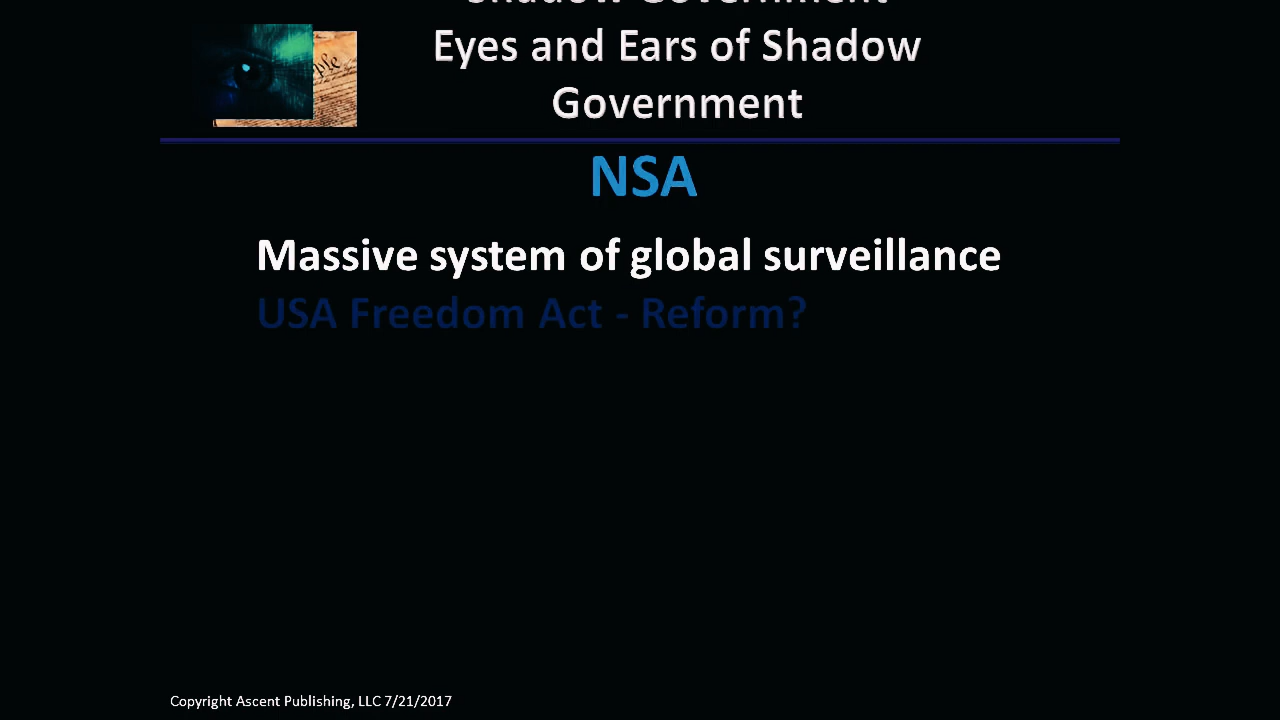 Shadow Government
Eyes and Ears of Shadow
Government
ple
NSA
Massive system of global surveillance
USA Freedom Act - Reform?
Copyright Ascent Publishing, LLC 7/21/2017